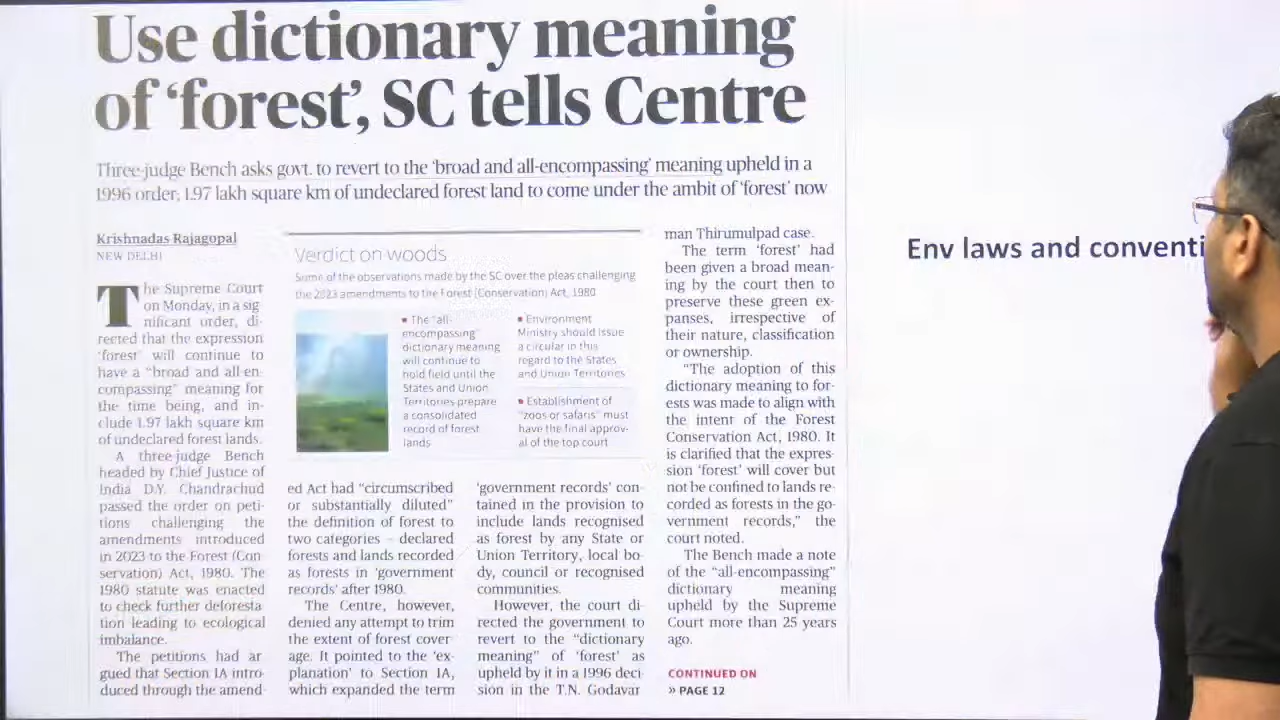 Use dictionary meaning
of ‘forest’, SC tells Centre
Three-judge Bench asks govt. to revert to the ‘broad and all-encompassing’ meaning upheld in a
1996 order; 1.97 lakh square km of undeclared forest land to come under the ambit of ‘forest’ now
Krishnadas Rajagopal
NEW DELHI
The Supreme Court
on Monday, in a sig
nificant order, di-
rected that the expression
‘forest’ will continue to
have a “broad and all-en-
compassing” meaning for
the time being, and in-
clude 1.97 lakh square km
of undeclared forest lands.
A three-judge Bench
headed by Chief Justice of
India D.Y. Chandrachud
passed the order on peti-
tions challenging the
amendments introduced
in 2023 to the Forest (Con-
servation) Act, 1980. The
1980 statute was enacted
to check further deforesta-
tion leading to ecological
imbalance.
The petitions had ar
gued that Section 1A intro-
duced through the amend-
Verdict on woods
Some of the observations made by the SC over the pleas challenging
the 2023 amendments to the Forest (Conservation) Act, 1980
▪ The “all-
encompassing”
dictionary meaning
will continue to
hold field until the
States and Union
Territories prepare
a consolidated
record of forest
lands
▪ Environment
Ministry should issue
a circular in this
regard to the States
and Union Territories
▪ Establishment of
“zoos or safaris” must
have the final approv-
al of the top court
ed Act had “circumscribed
or substantially diluted”
the definition of forest to
two categories – declared
forests and lands recorded
as forests in ‘government
records’ after 1980.
The Centre, however,
denied any attempt to trim
the extent of forest cover-
age. It pointed to the ‘ex-
planation’ to Section 1A,
which expanded the term
‘government records’ con-
tained in the provision to
include lands recognised
as forest by any State or
Union Territory, local bo-
dy, council or recognised
communities.
However, the court di-
rected the government to
revert to the “dictionary
meaning” of ‘forest’ as
upheld by it in a 1996 deci-
sion in the T.N. Godavar
man Thirumulpad case.
The term ‘forest’ had
been given a broad mean-
ing by the court then to
preserve these green ex-
panses, irrespective of
their nature, classification
or ownership.
“The adoption of this
dictionary meaning to for-
ests was made to align with
the intent of the Forest
Conservation Act, 1980. It
is clarified that the expres-
sion ‘forest’ will cover but
not be confined to lands re-
corded as forests in the go-
vernment records,” the
court noted.
The Bench made a note
of the “all-encompassing”
dictionary meaning
upheld by the Supreme
Court more than 25 years
ago.
CONTINUED ON
» PAGE 12
Env laws and conventi